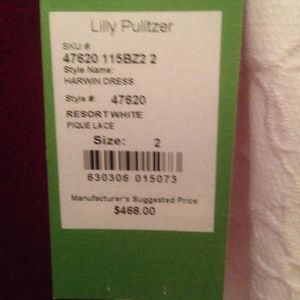 Lilly Pulitzer
SKU #
47620 115BZ2 2
Style Name:
HARWIN DRESS
Style #: 47620
RESORT WHITE
PIQUE LACE
Size: 2
630306 015073
Manufacturer's Suggested Price
$468.00